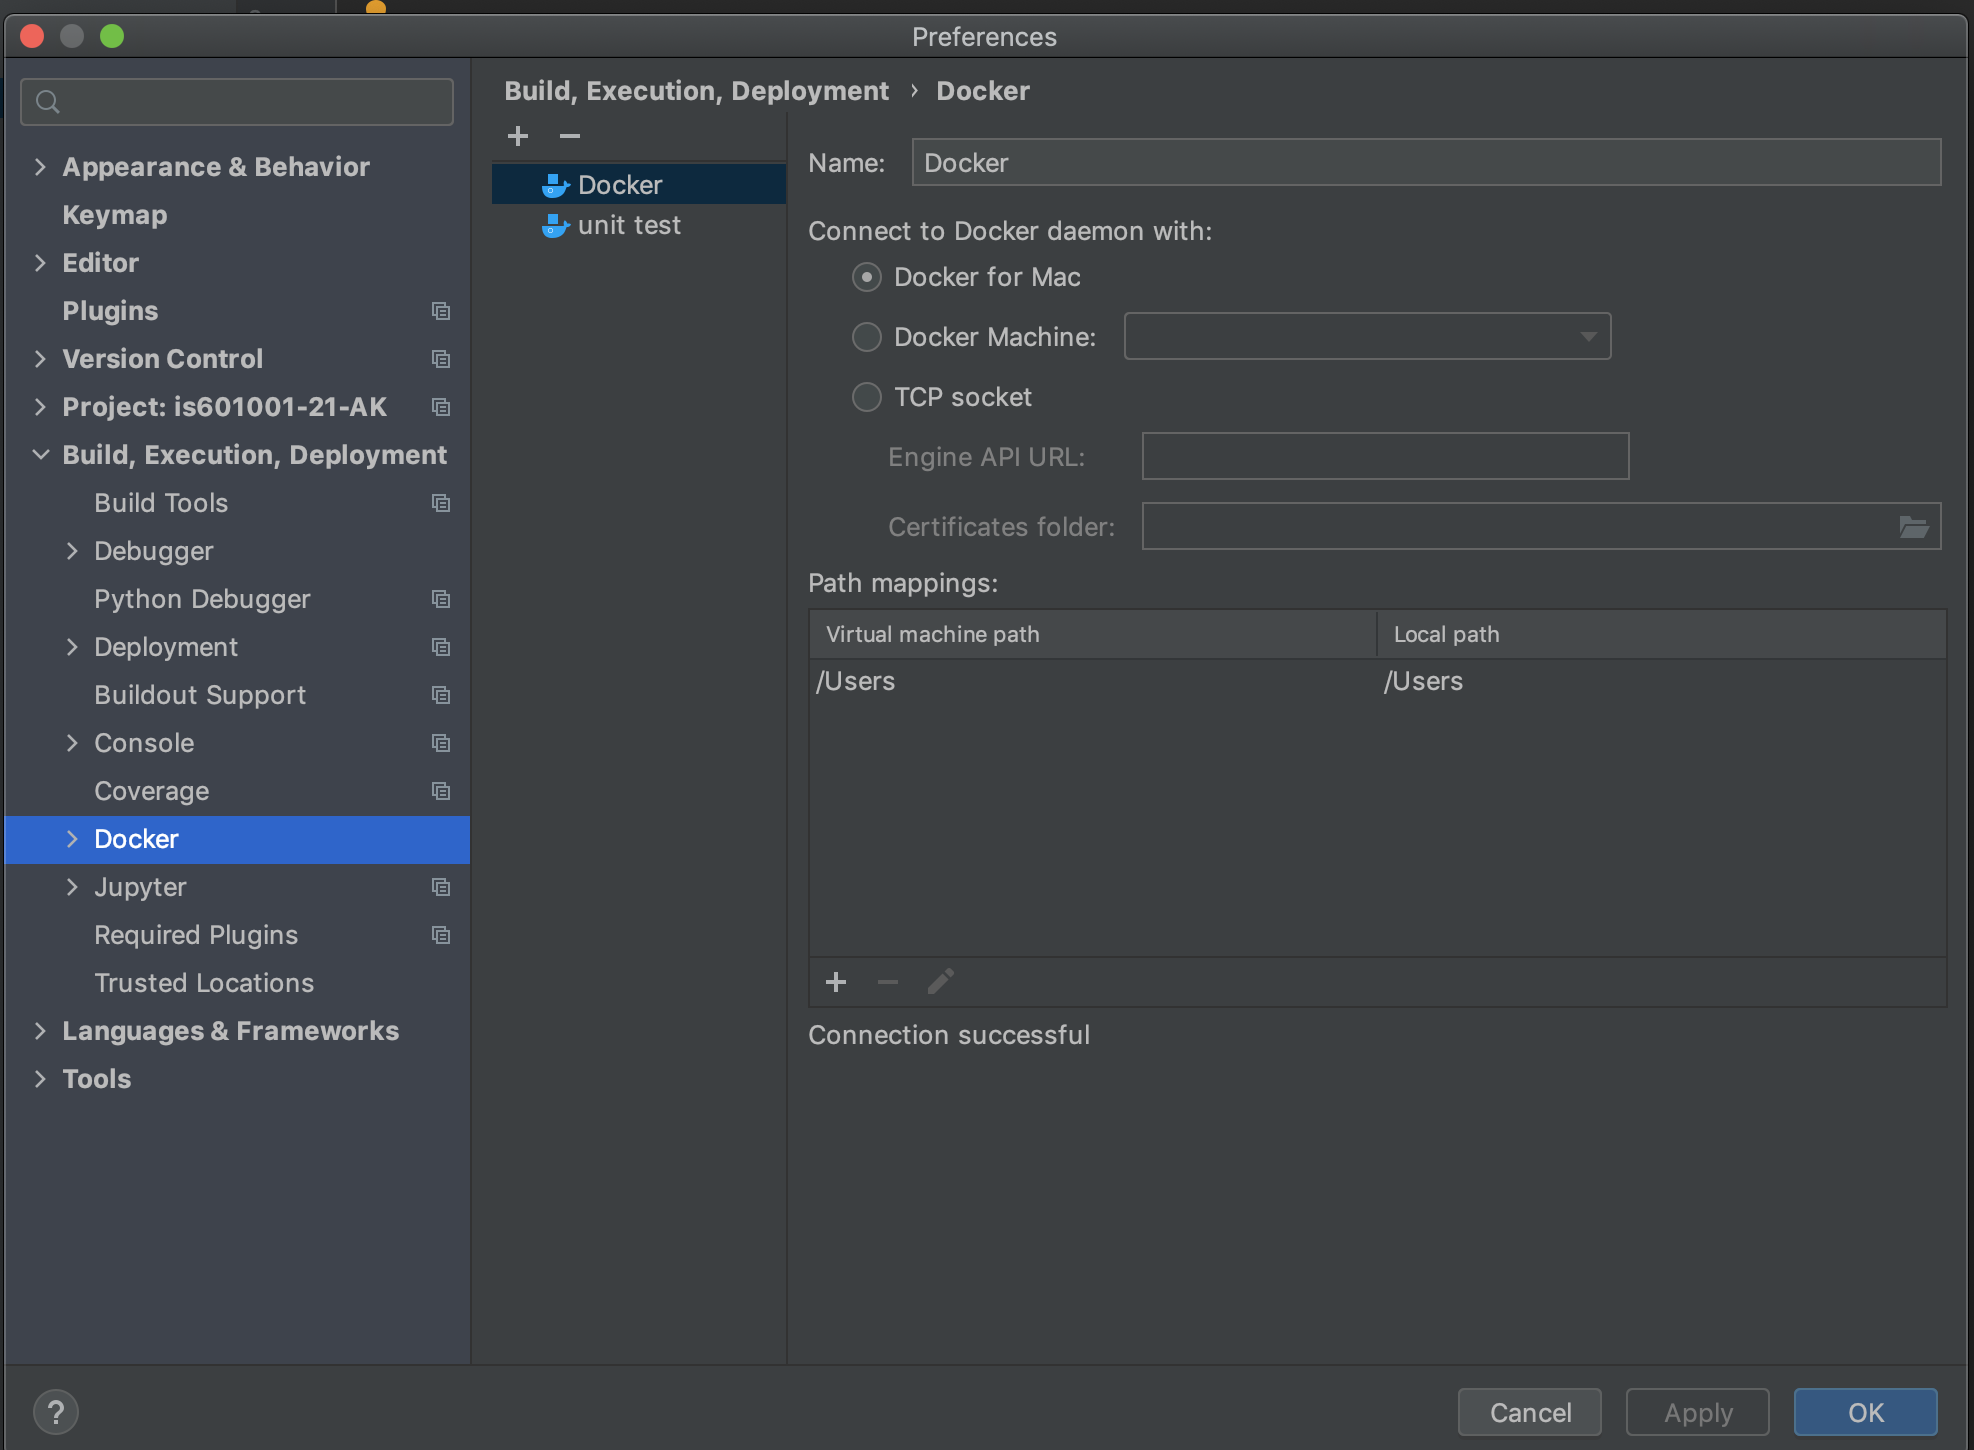 Preferences
Appearance & Behavior
Keymap
Editor
Plugins
Version Control
Project: is601001-21-AK
Build, Execution, Deployment
Build Tools
Debugger
Python Debugger
Deployment
Buildout Support
Console
Coverage
Docker
Jupyter
Required Plugins
Trusted Locations
Languages & Frameworks
Tools
Build, Execution, Deployment › Docker
Docker
unit test
Name: Docker
Connect to Docker daemon with:
Docker for Mac
Docker Machine:
TCP socket
Engine API URL:
Certificates folder:
Path mappings:
Virtual machine path Local path
/Users /Users
Connection successful
? Cancel Apply OK